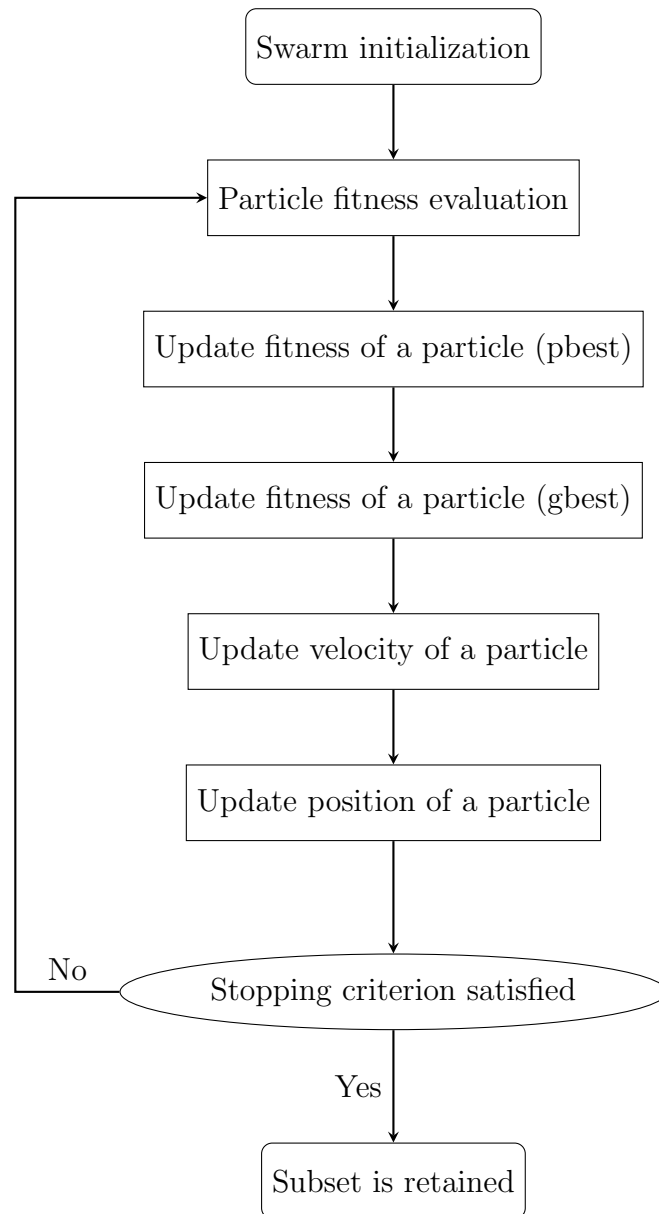 Swarm initialization
Particle fitness evaluation
Update fitness of a particle (pbest)
Update fitness of a particle (gbest)
Update velocity of a particle
Update position of a particle
No
Stopping criterion satisfied
Yes
Subset is retained